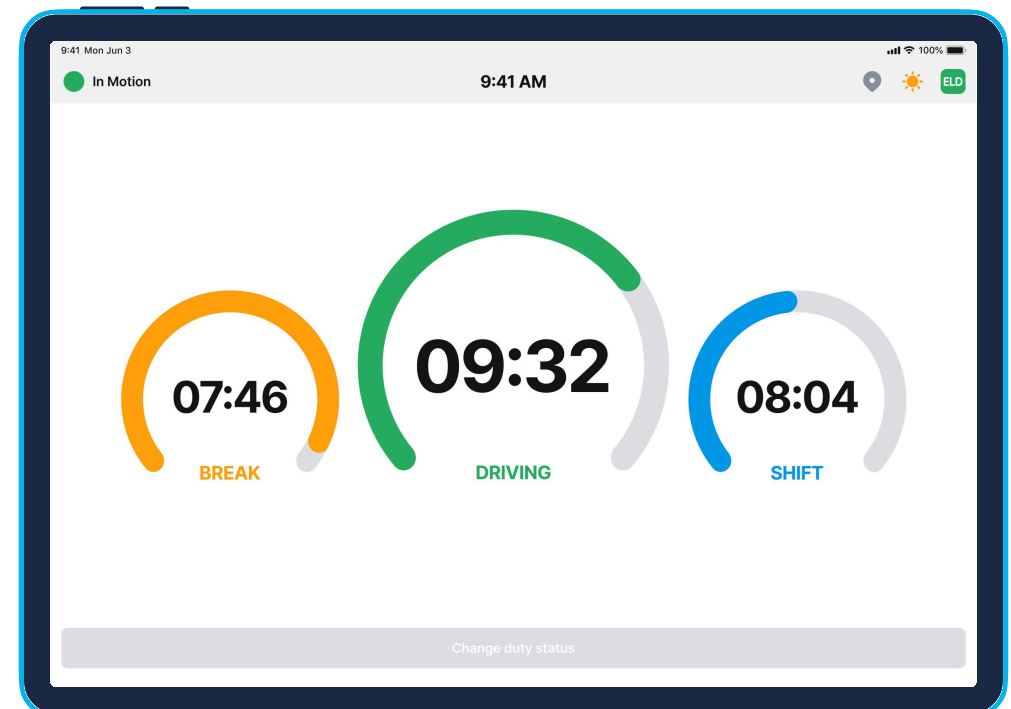 9:41 Mon Jun 3
100%
In Motion
9:41 AM
ELD
07:46
BREAK
09:32
DRIVING
08:04
SHIFT
Change duty status